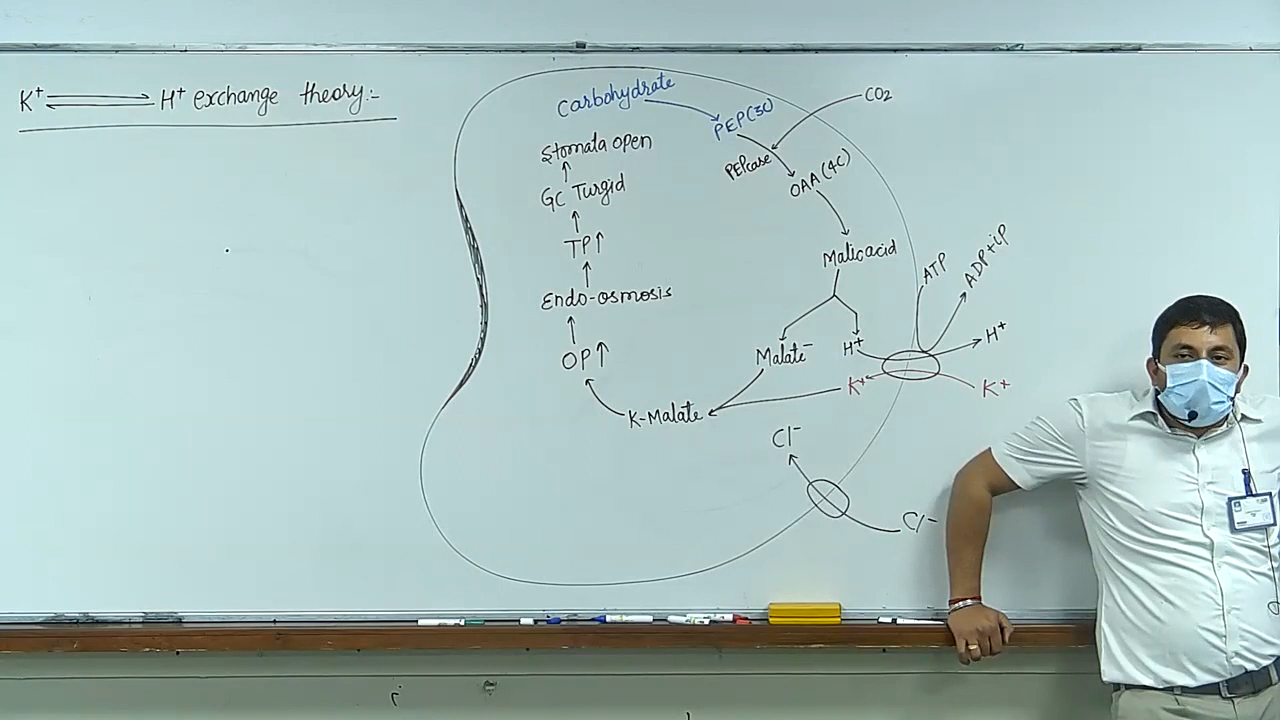 K⁺ ⇌ H⁺ exchange theory:-
Carbohydrate
PEP(3C)
CO₂
PEPcase
OAA(4C)
Malic acid
Malate⁻
H⁺
ATP
ADP+iP
H⁺
K⁺
K⁺
K-Malate
OP↑
Endo-osmosis
TP↑
GC Turgid
Stomata open
Cl⁻
Cl⁻